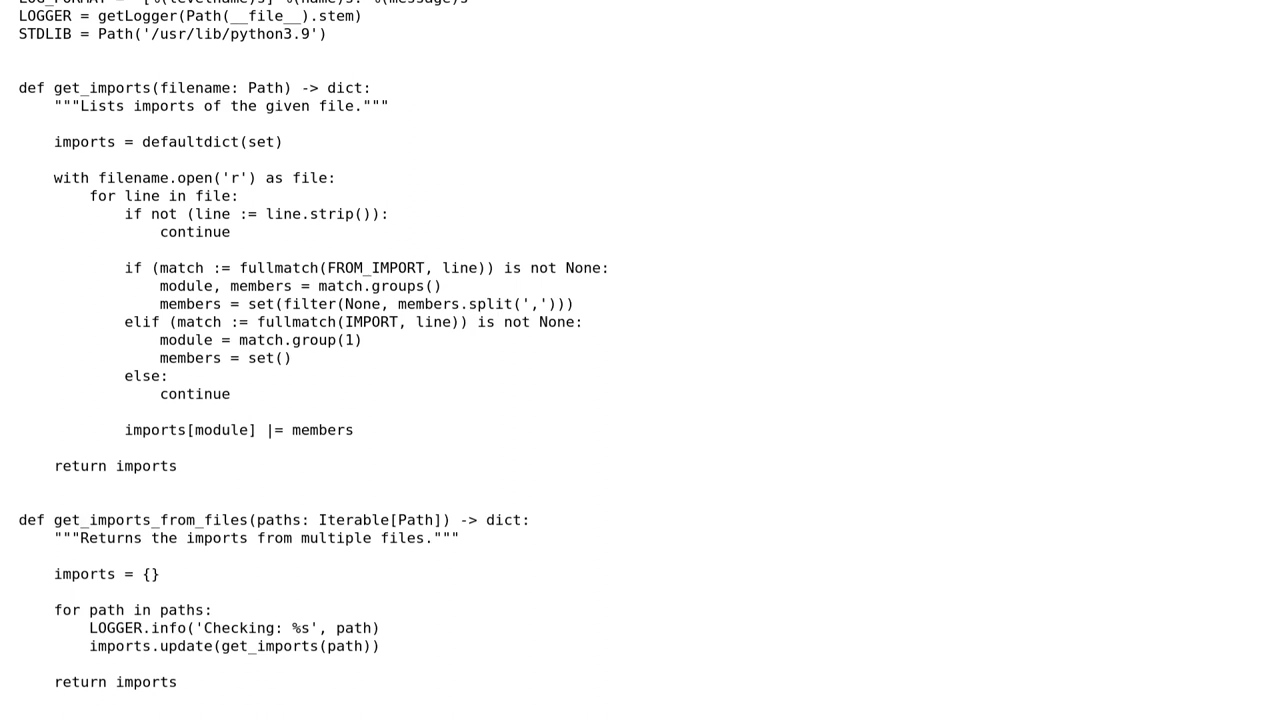 LOG_FORMAT = '[%(levelname)s] %(name)s: %(message)s'
LOGGER = getLogger(Path(__file__).stem)
STDLIB = Path('/usr/lib/python3.9')


def get_imports(filename: Path) -> dict:
    """Lists imports of the given file."""

    imports = defaultdict(set)

    with filename.open('r') as file:
        for line in file:
            if not (line := line.strip()):
                continue

            if (match := fullmatch(FROM_IMPORT, line)) is not None:
                module, members = match.groups()
                members = set(filter(None, members.split(',')))
            elif (match := fullmatch(IMPORT, line)) is not None:
                module = match.group(1)
                members = set()
            else:
                continue

            imports[module] |= members

    return imports


def get_imports_from_files(paths: Iterable[Path]) -> dict:
    """Returns the imports from multiple files."""

    imports = {}

    for path in paths:
        LOGGER.info('Checking: %s', path)
        imports.update(get_imports(path))

    return imports